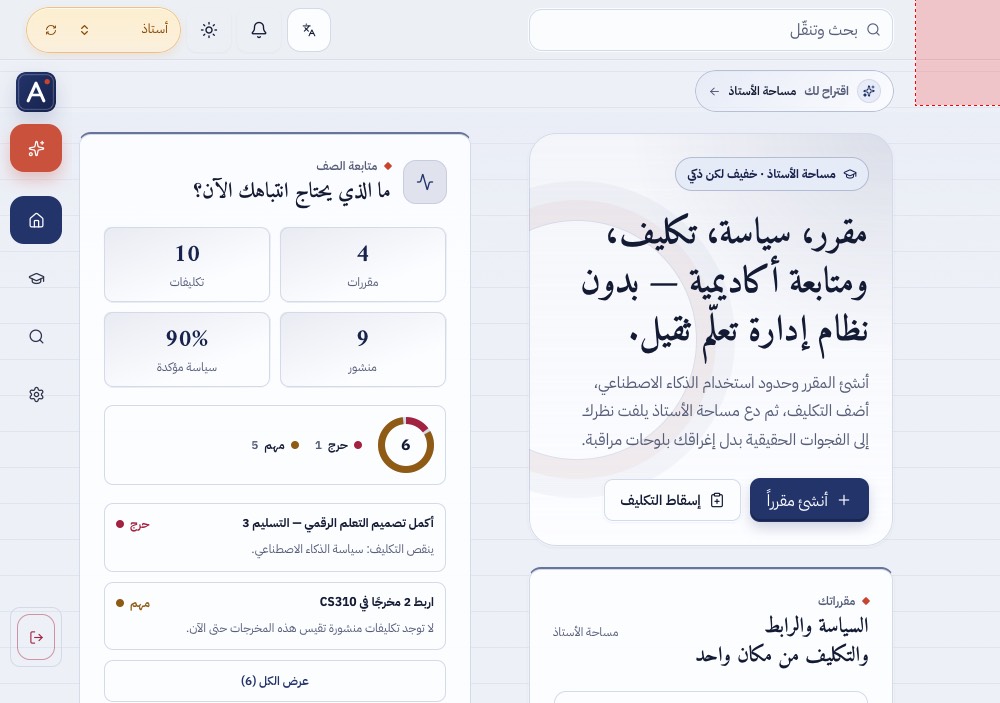 بحث وتنقّل
أستاذ
اقتراح لك مساحة الأستاذ ←
مساحة الأستاذ · خفيف لكن ذكي
مقرر، سياسة، تكليف،
ومتابعة أكاديمية — بدون
نظام إدارة تعلّم ثقيل.
أنشئ المقرر وحدود استخدام الذكاء الاصطناعي،
أضف التكليف، ثم دع مساحة الأستاذ يلفت نظرك
إلى الفجوات الحقيقية بدل إغراقك بلوحات مراقبة.
أنشئ مقرراً
إسقاط التكليف
مقرراتك
السياسة والرابط
والتكليف من مكان واحد
مساحة الأستاذ
متابعة الصف
ما الذي يحتاج انتباهك الآن؟
4
مقررات
10
تكليفات
9
منشور
90%
سياسة مؤكدة
6
حرج 1
مهم 5
أكمل تصميم التعلم الرقمي — التسليم 3
حرج
ينقص التكليف: سياسة الذكاء الاصطناعي.
اربط 2 مخرجًا في CS310
مهم
لا توجد تكليفات منشورة تقيس هذه المخرجات حتى الآن.
عرض الكل (6)
A